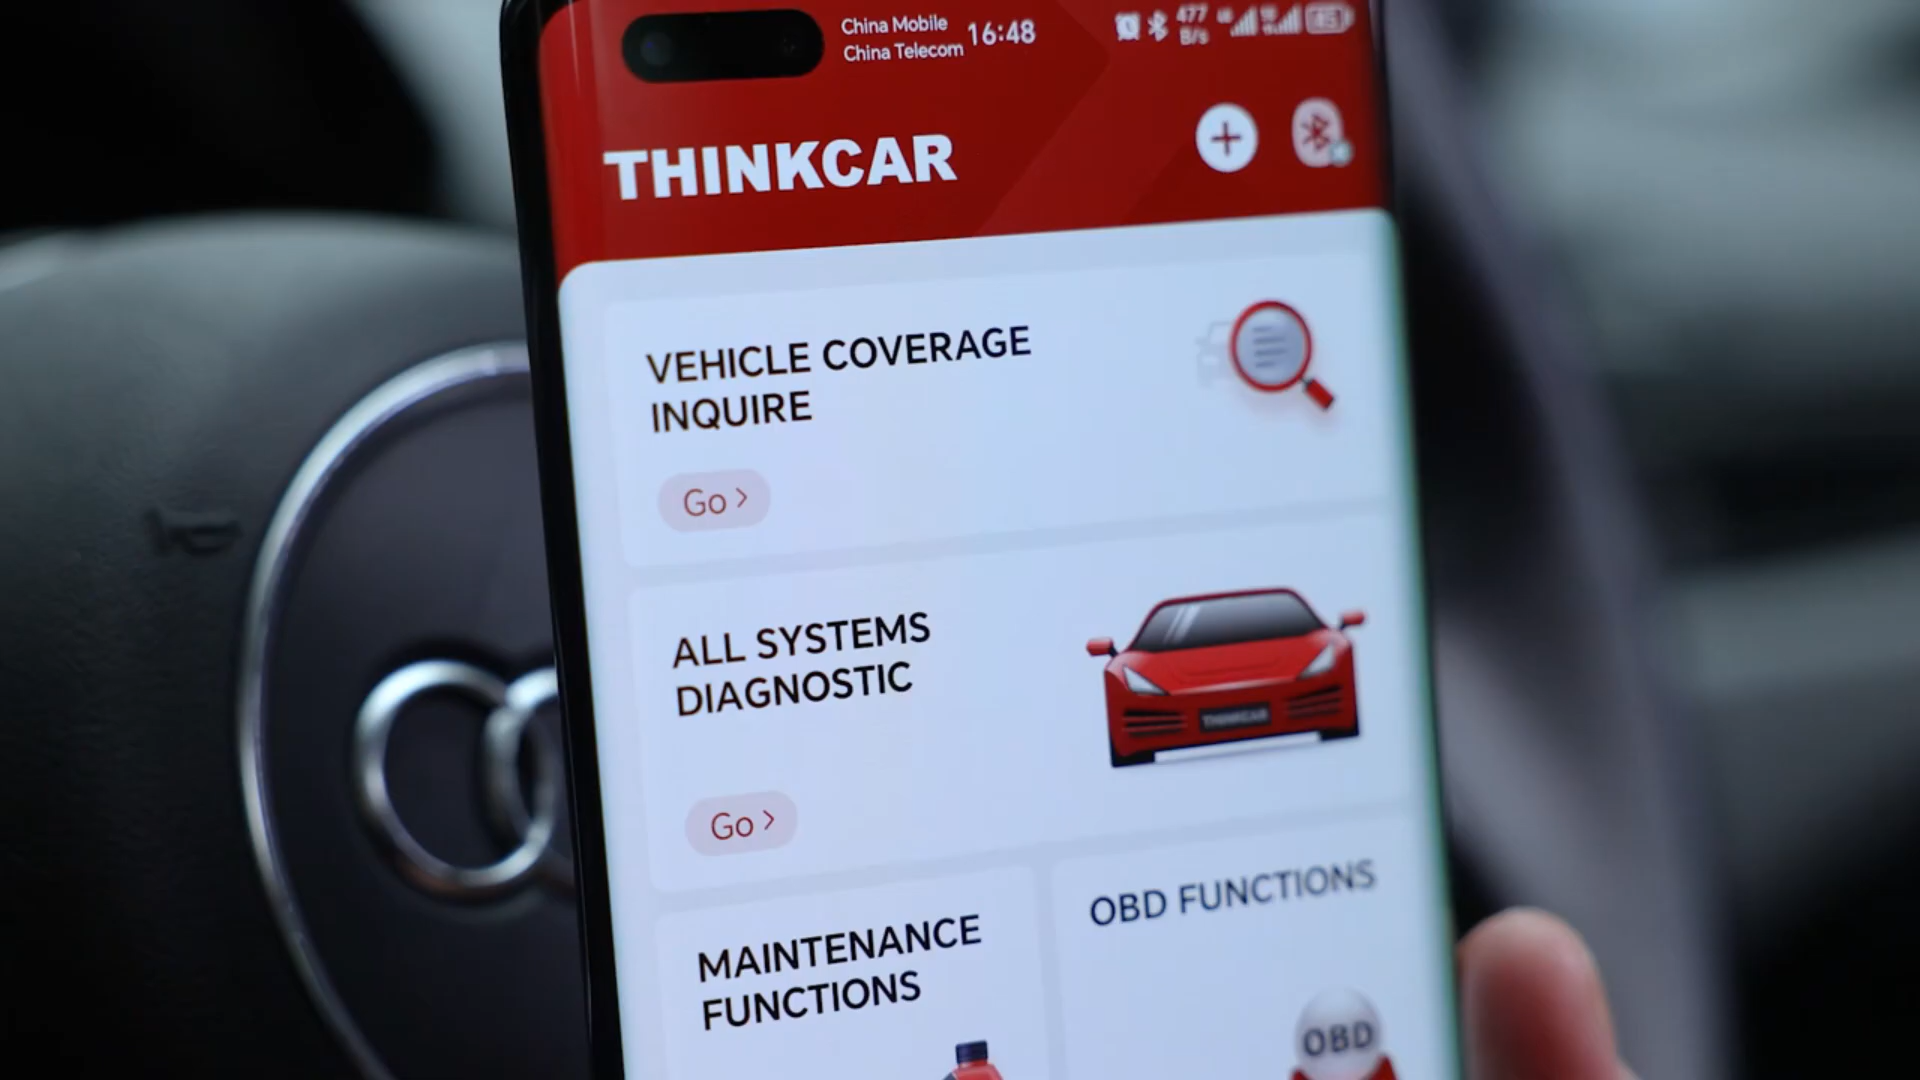 China Mobile
China Telecom
16:48
477
B/s
45
THINKCAR
VEHICLE COVERAGE
INQUIRE
Go >
ALL SYSTEMS
DIAGNOSTIC
THINKCAR
Go >
MAINTENANCE
FUNCTIONS
OBD FUNCTIONS
OBD